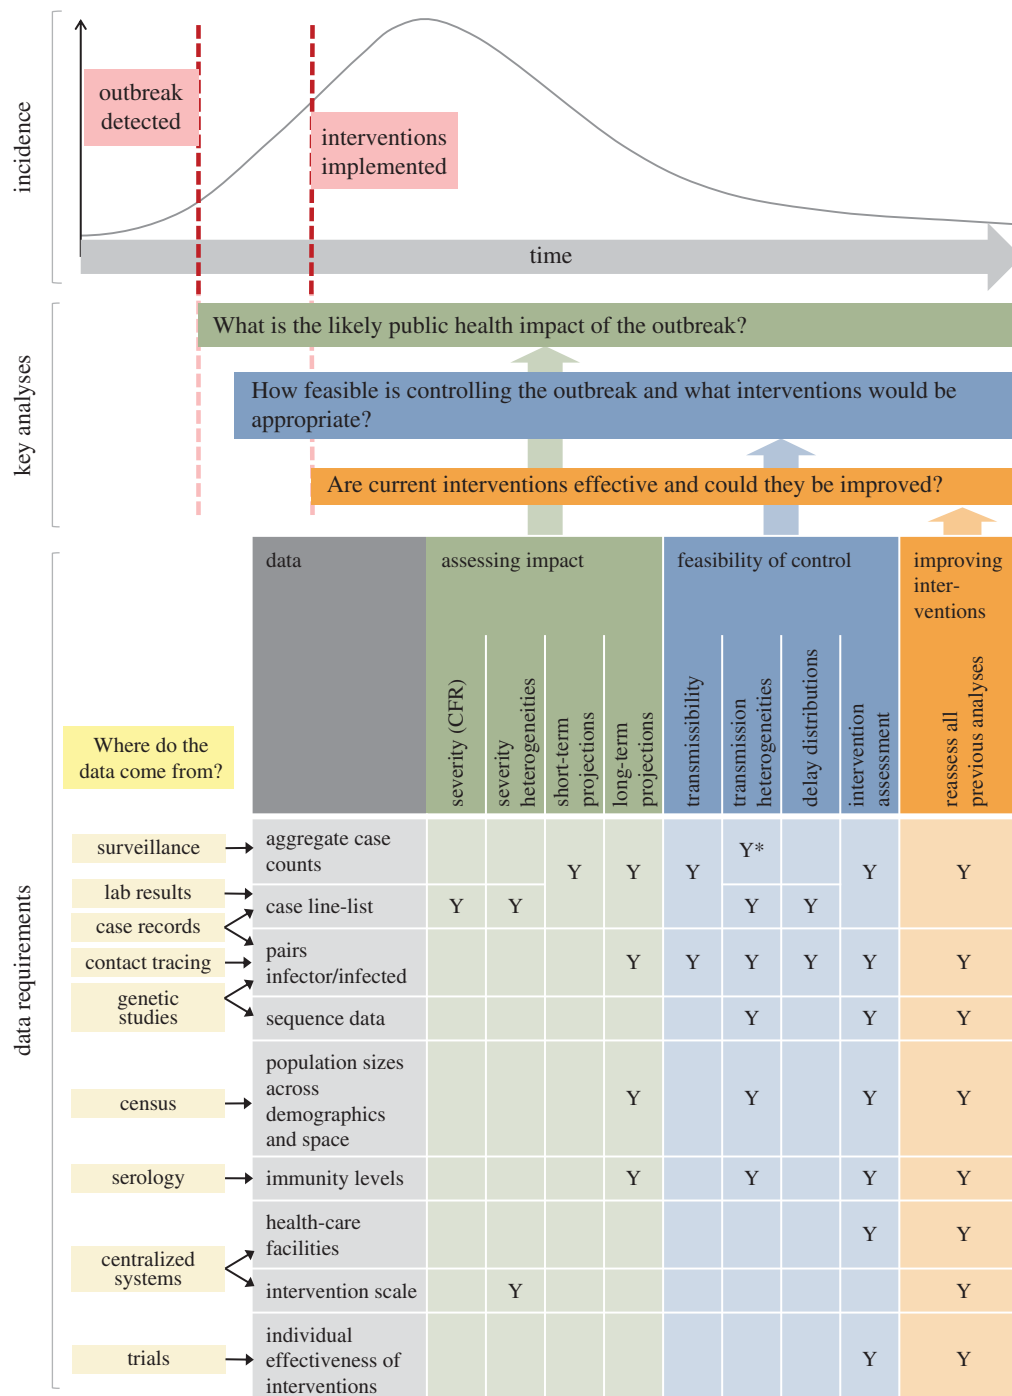 incidence
outbreak
detected
interventions
implemented
time
key analyses
What is the likely public health impact of the outbreak?
How feasible is controlling the outbreak and what interventions would be
appropriate?
Are current interventions effective and could they be improved?
data requirements
Where do the
data come from?
data
assessing impact
feasibility of control
improving
inter-
ventions
severity (CFR)
severity
heterogeneities
short-term
projections
long-term
projections
transmissibility
transmission
heterogeneities
delay distributions
intervention
assessment
reassess all
previous analyses
surveillance
aggregate case
counts
Y Y Y Y* Y Y
lab results
case records
case line-list
Y Y Y Y
contact tracing
pairs
infector/infected
Y Y Y Y Y Y
genetic
studies
sequence data
Y Y Y
census
population sizes
across
demographics
and space
Y Y Y Y
serology
immunity levels
Y Y Y Y
centralized
systems
health-care
facilities
Y Y
intervention scale
Y Y
trials
individual
effectiveness of
interventions
Y Y